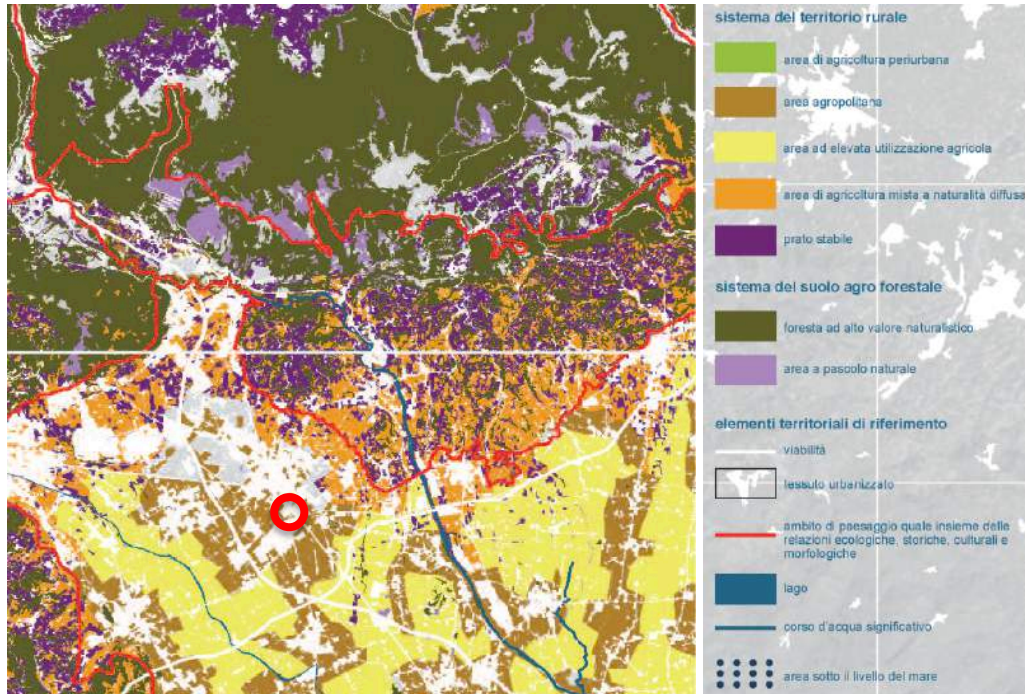 sistema del territorio rurale
area di agricoltura periurbana
area agropolitana
area ad elevata utilizzazione agricola
area di agricoltura mista a naturalità diffusa
prato stabile
sistema del suolo agro forestale
foresta ad alto valore naturalistico
area a pascolo naturale
elementi territoriali di riferimento
viabilità
tessuto urbanizzato
ambito di paesaggio quale insieme delle
relazioni ecologiche, storiche, culturali e
morfologiche
lago
corso d'acqua significativo
area sotto il livello del mare